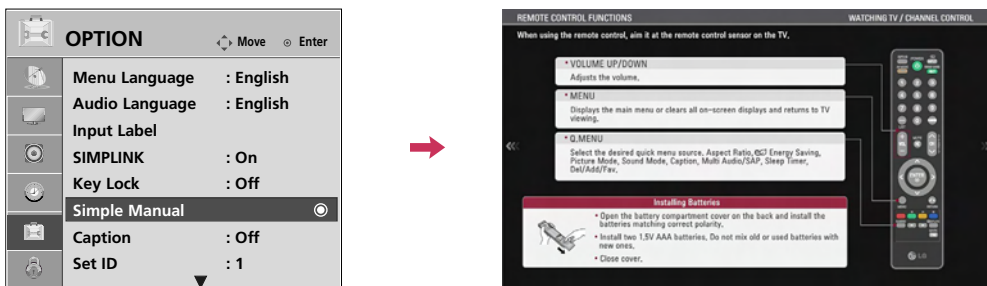 OPTION
Move Enter
Menu Language : English
Audio Language : English
Input Label
SIMPLINK : On
Key Lock : Off
Simple Manual
Caption : Off
Set ID : 1
REMOTE CONTROL FUNCTIONS
WATCHING TV / CHANNEL CONTROL
When using the remote control, aim it at the remote control sensor on the TV.
• VOLUME UP/DOWN
Adjusts the volume.
• MENU
Displays the main menu or clears all on-screen displays and returns to TV
viewing.
• Q.MENU
Select the desired quick menu source, Aspect Ratio, Energy Saving,
Picture Mode, Sound Mode, Caption, Multi Audio/SAP, Sleep Timer,
Del/Add/Fav.
Installing Batteries
• Open the battery compartment cover on the back and install the
batteries matching correct polarity.
• Install two 1.5V AAA batteries. Do not mix old or used batteries with
new ones.
• Close cover.
ENTER
LG